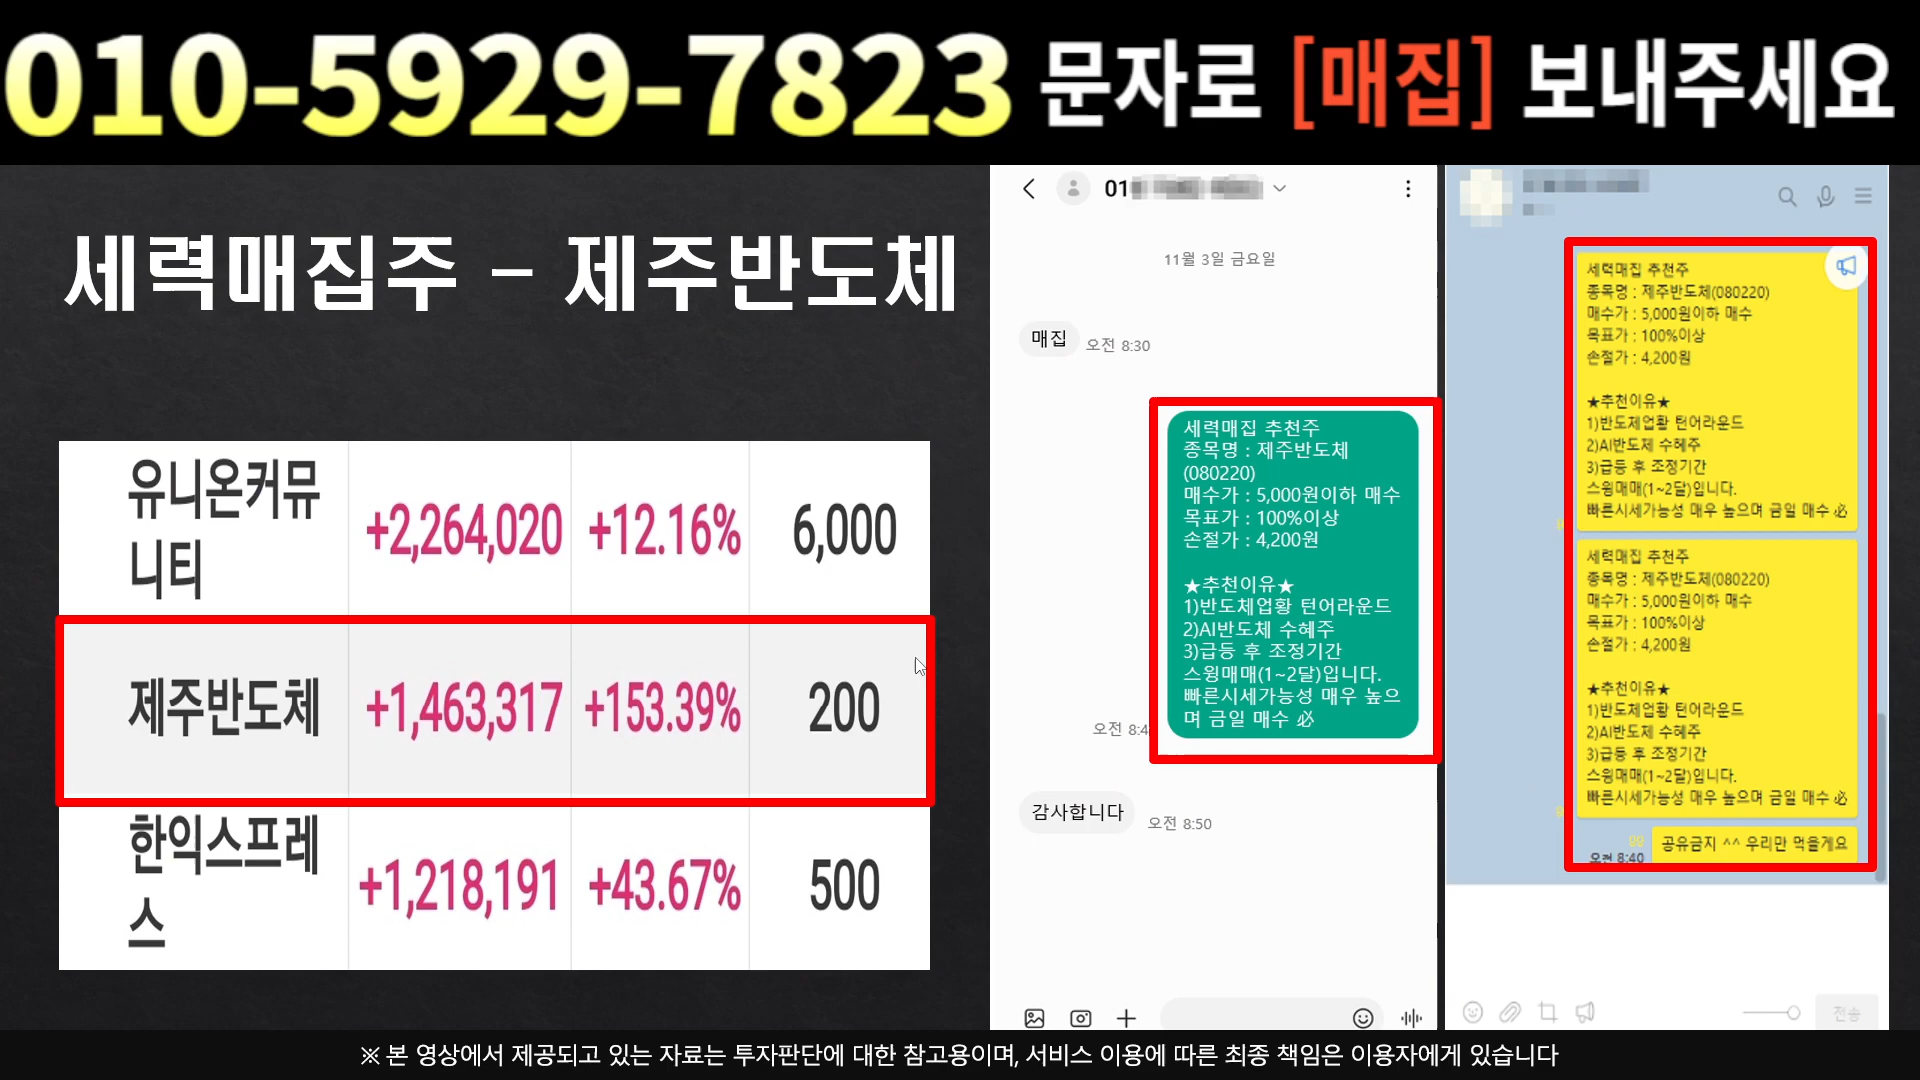 010-5929-7823 문자로 [매집] 보내주세요
세력매집주 - 제주반도체
유니온커뮤
니티
+2,264,020
+12.16%
6,000
제주반도체
+1,463,317
+153.39%
200
한익스프레
스
+1,218,191
+43.67%
500
11월 3일 금요일
매집
오전 8:30
세력매집 추천주
종목명 : 제주반도체
(080220)
매수가 : 5,000원이하 매수
목표가 : 100%이상
손절가 : 4,200원
★추천이유★
1)반도체업황 턴어라운드
2)AI반도체 수혜주
3)급등 후 조정기간
스윙매매(1~2달)입니다.
빠른시세가능성 매우 높으
며 금일 매수 必
오전 8:4
감사합니다
오전 8:50
세력매집 추천주
종목명 : 제주반도체(080220)
매수가 : 5,000원이하 매수
목표가 : 100%이상
손절가 : 4,200원
★추천이유★
1)반도체업황 턴어라운드
2)AI반도체 수혜주
3)급등 후 조정기간
스윙매매(1~2달)입니다.
빠른시세가능성 매우 높으며 금일 매수 必
세력매집 추천주
종목명 : 제주반도체(080220)
매수가 : 5,000원이하 매수
목표가 : 100%이상
손절가 : 4,200원
★추천이유★
1)반도체업황 턴어라운드
2)AI반도체 수혜주
3)급등 후 조정기간
스윙매매(1~2달)입니다.
빠른시세가능성 매우 높으며 금일 매수 必
공유금지 ^^ 우리만 먹을게요
오전 8:40
전송
※ 본 영상에서 제공되고 있는 자료는 투자판단에 대한 참고용이며, 서비스 이용에 따른 최종 책임은 이용자에게 있습니다